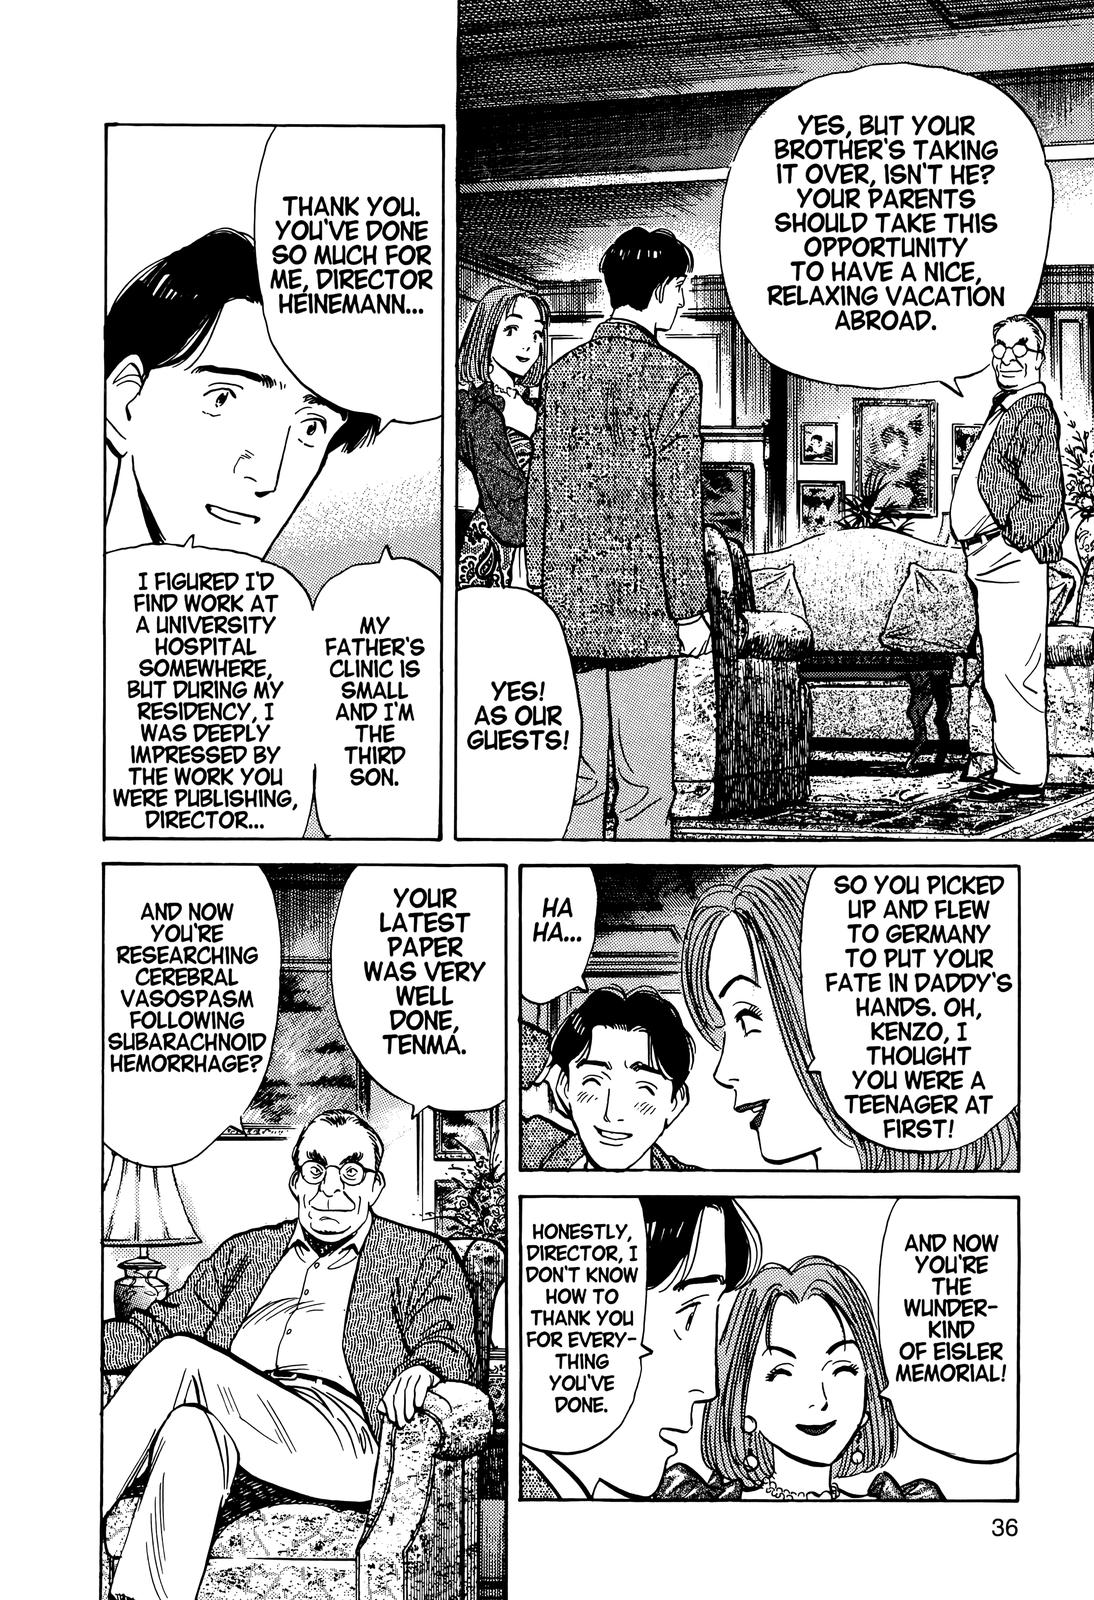 YES, BUT YOUR
BROTHER'S TAKING
IT OVER, ISN'T HE?
YOUR PARENTS
SHOULD TAKE THIS
OPPORTUNITY
TO HAVE A NICE,
RELAXING VACATION
ABROAD.
YES!
AS OUR
GUESTS!
THANK YOU.
YOU'VE DONE
SO MUCH FOR
ME, DIRECTOR
HEINEMANN...
MY
FATHER'S
CLINIC IS
SMALL
AND I'M
THE
THIRD
SON.
I FIGURED I'D
FIND WORK AT
A UNIVERSITY
HOSPITAL
SOMEWHERE,
BUT DURING MY
RESIDENCY, I
WAS DEEPLY
IMPRESSED BY
THE WORK YOU
WERE PUBLISHING,
DIRECTOR...
SO YOU PICKED
UP AND FLEW
TO GERMANY
TO PUT YOUR
FATE IN DADDY'S
HANDS. OH,
KENZO, I
THOUGHT
YOU WERE A
TEENAGER AT
FIRST!
HA
HA...
AND NOW
YOU'RE
THE
WUNDER-
KIND
OF EISLER
MEMORIAL!
HONESTLY,
DIRECTOR, I
DON'T KNOW
HOW TO
THANK YOU
FOR EVERY-
THING
YOU'VE
DONE.
YOUR
LATEST
PAPER
WAS VERY
WELL
DONE,
TENMA.
AND NOW
YOU'RE
RESEARCHING
CEREBRAL
VASOSPASM
FOLLOWING
SUBARACHNOID
HEMORRHAGE?
36